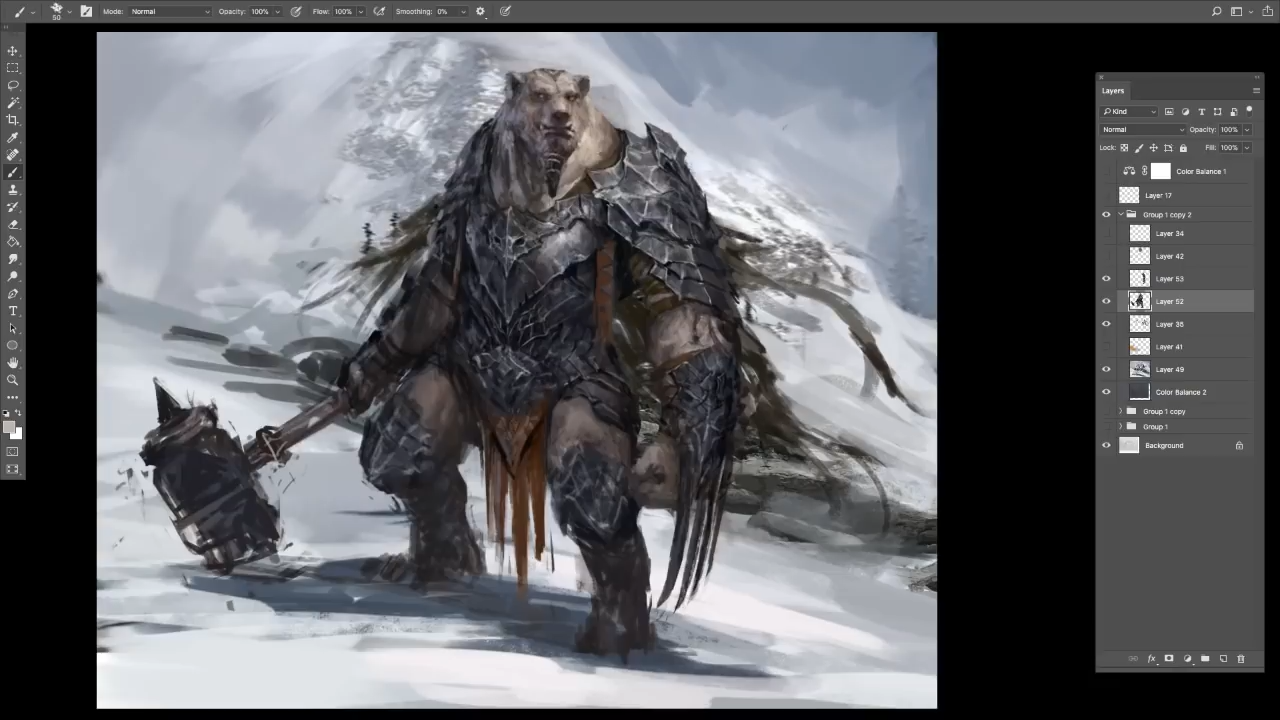 50 Mode: Normal Opacity: 100% Flow: 100% Smoothing: 0%
Layers
Kind
Normal Opacity: 100%
Lock: Fill: 100%
Color Balance 1
Layer 17
Group 1 copy 2
Layer 34
Layer 42
Layer 53
Layer 52
Layer 38
Layer 41
Layer 49
Color Balance 2
Group 1 copy
Group 1
Background